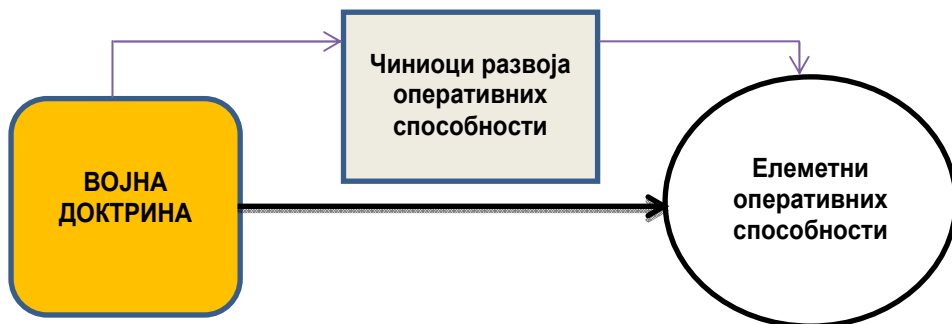 Чиниоци развоја
оперативних
способности
ВОЈНА
ДОКТРИНА
Елеметни
оперативних
способности